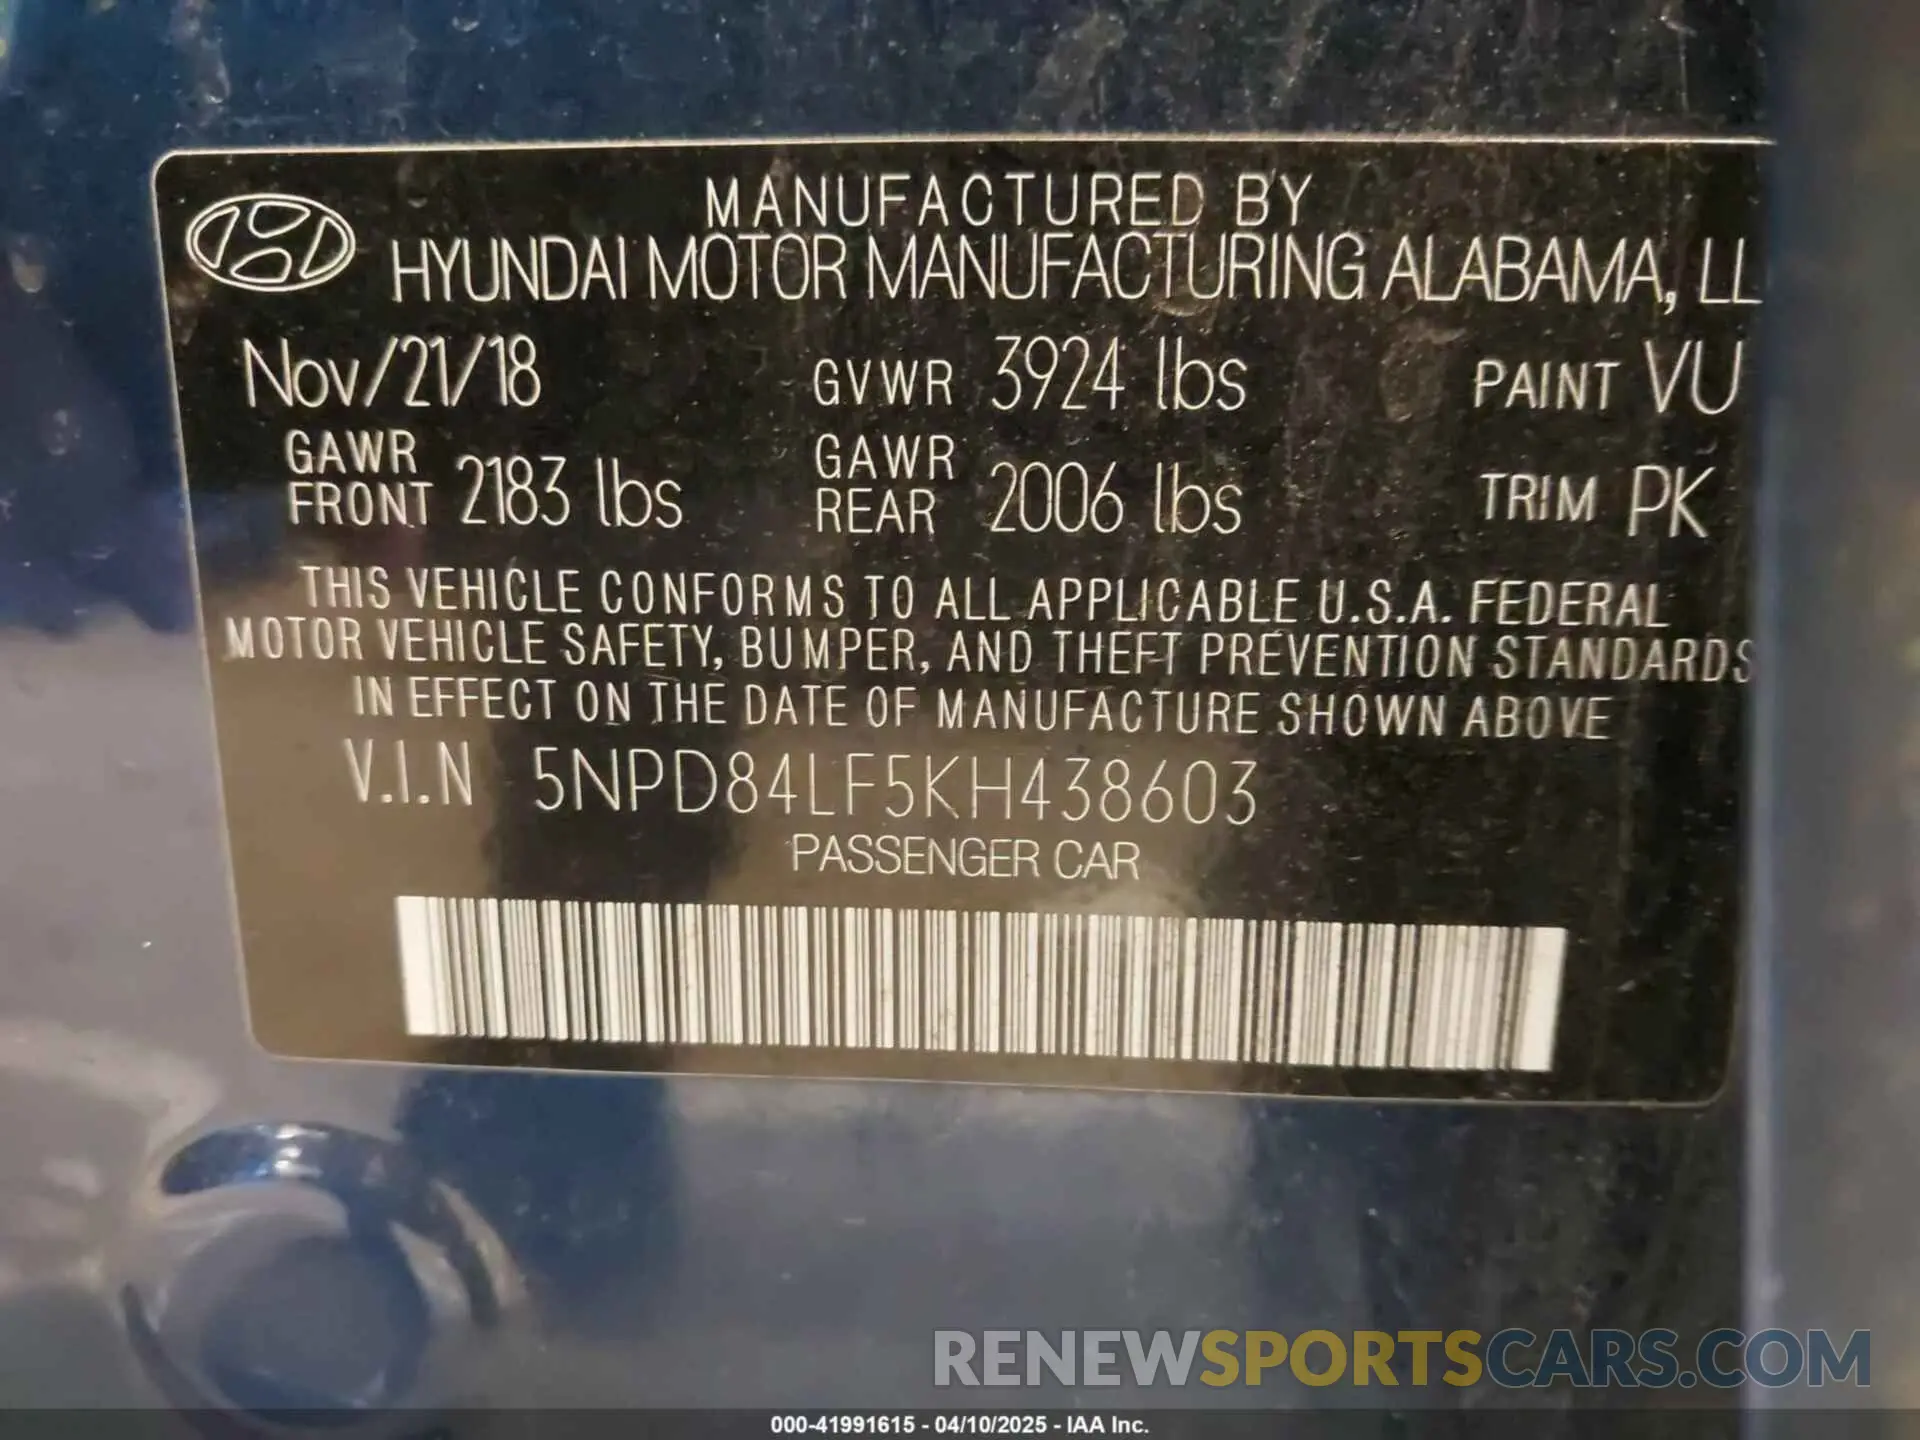 MANUFACTURED BY
HYUNDAI MOTOR MANUFACTURING ALABAMA, LL
Nov/21/18 GVWR 3924 lbs PAINT VU
GAWR FRONT 2183 lbs GAWR REAR 2006 lbs TRIM PK
THIS VEHICLE CONFORMS TO ALL APPLICABLE U.S.A. FEDERAL
MOTOR VEHICLE SAFETY, BUMPER, AND THEFT PREVENTION STANDARDS
IN EFFECT ON THE DATE OF MANUFACTURE SHOWN ABOVE
V.I.N 5NPD84LF5KH438603
PASSENGER CAR
RENEWSPORTSCARS.COM
000-41991615 - 04/10/2025 - IAA Inc.